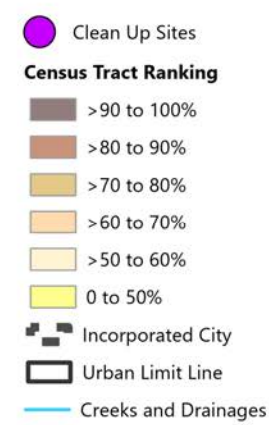 Clean Up Sites
Census Tract Ranking
>90 to 100%
>80 to 90%
>70 to 80%
>60 to 70%
>50 to 60%
0 to 50%
Incorporated City
Urban Limit Line
Creeks and Drainages